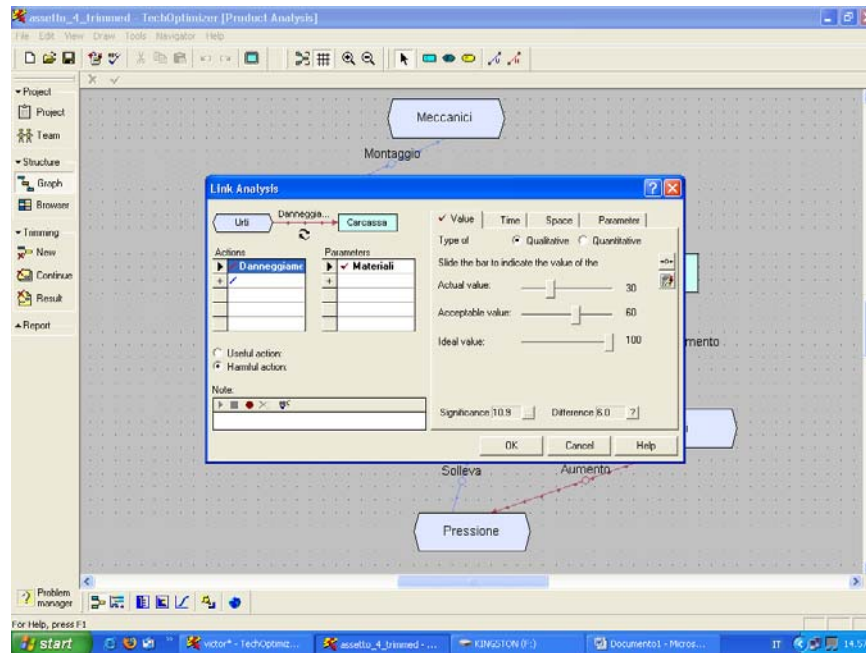 assetto_4_trimmed - TechOptimizer [Product Analysis]
File Edit View Draw Tools Navigator Help
Project
Project
Team
Structure
Graph
Browser
Trimming
New
Continue
Result
Report
Meccanici
Montaggio
Link Analysis
Urti
Danneggia...
Carcassa
Actions
Danneggiame
Parameters
Materiali
Useful action:
Harmful action:
Note:
Value Time Space Parameter
Type of Qualitative Quantitative
Slide the bar to indicate the value of the
Actual value: 30
Acceptable value: 60
Ideal value: 100
Significance 10.9 Difference 6.0 ?
OK Cancel Help
mento
Solleva
Aumento
Pressione
Problem manager
For Help, press F1
start victor* - TechOptimiz... assetto_4_trimmed - ... KINGSTON (F:) Documento1 - Micros... IT